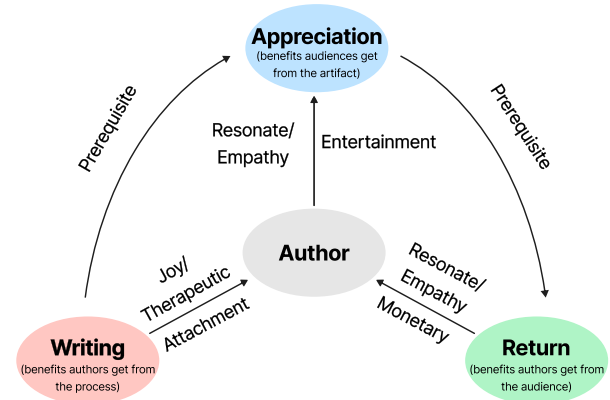 Appreciation
(benefits audiences get
from the artifact)
Prerequisite
Prerequisite
Resonate/
Empathy
Entertainment
Author
Joy/
Therapeutic
Attachment
Resonate/
Empathy
Monetary
Writing
(benefits authors get from
the process)
Return
(benefits authors get from
the audience)